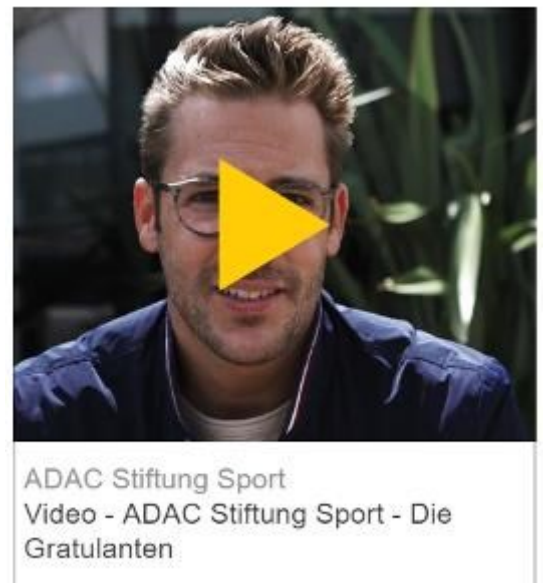 ADAC Stiftung Sport
Video - ADAC Stiftung Sport - Die
Gratulanten